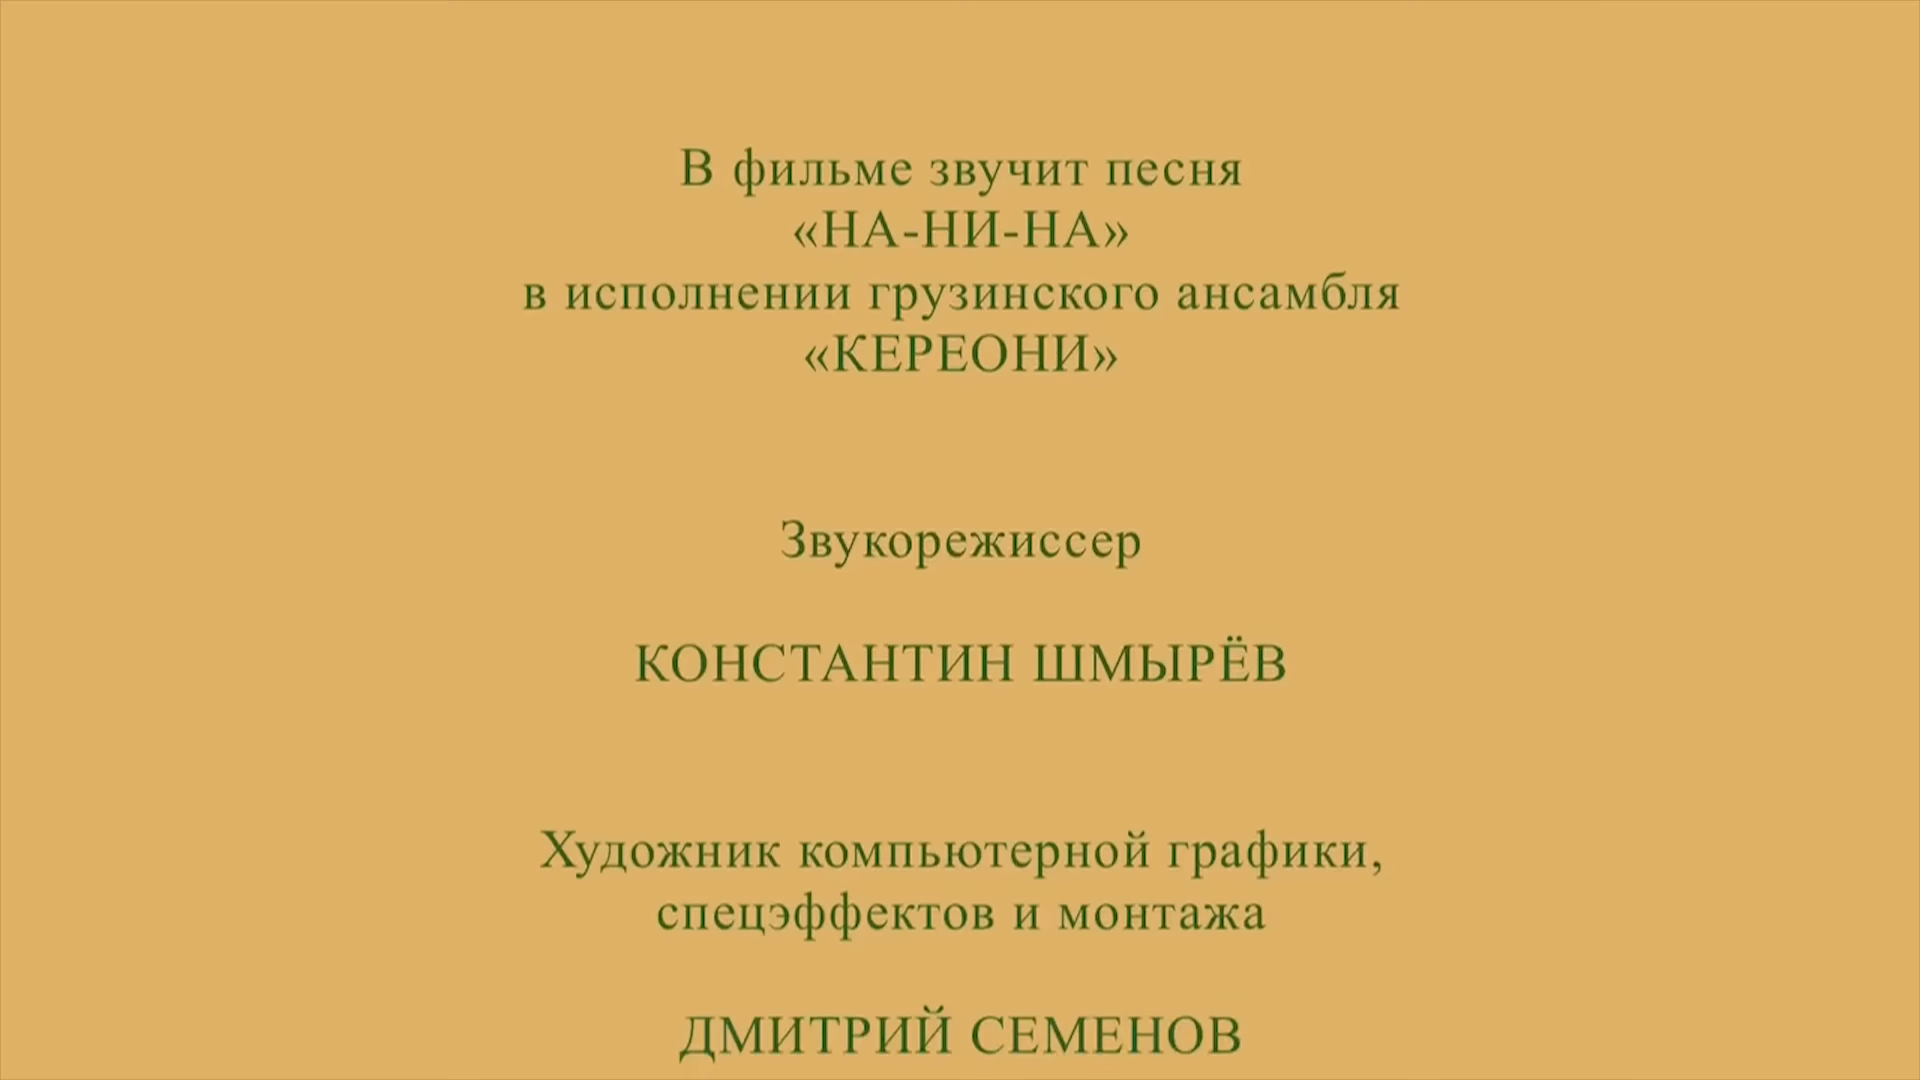 В фильме звучит песня
«НА-НИ-НА»
в исполнении грузинского ансамбля
«КЕРЕОНИ»
Звукорежиссер
КОНСТАНТИН ШМЫРЁВ
Художник компьютерной графики,
спецэффектов и монтажа
ДМИТРИЙ СЕМЕНОВ